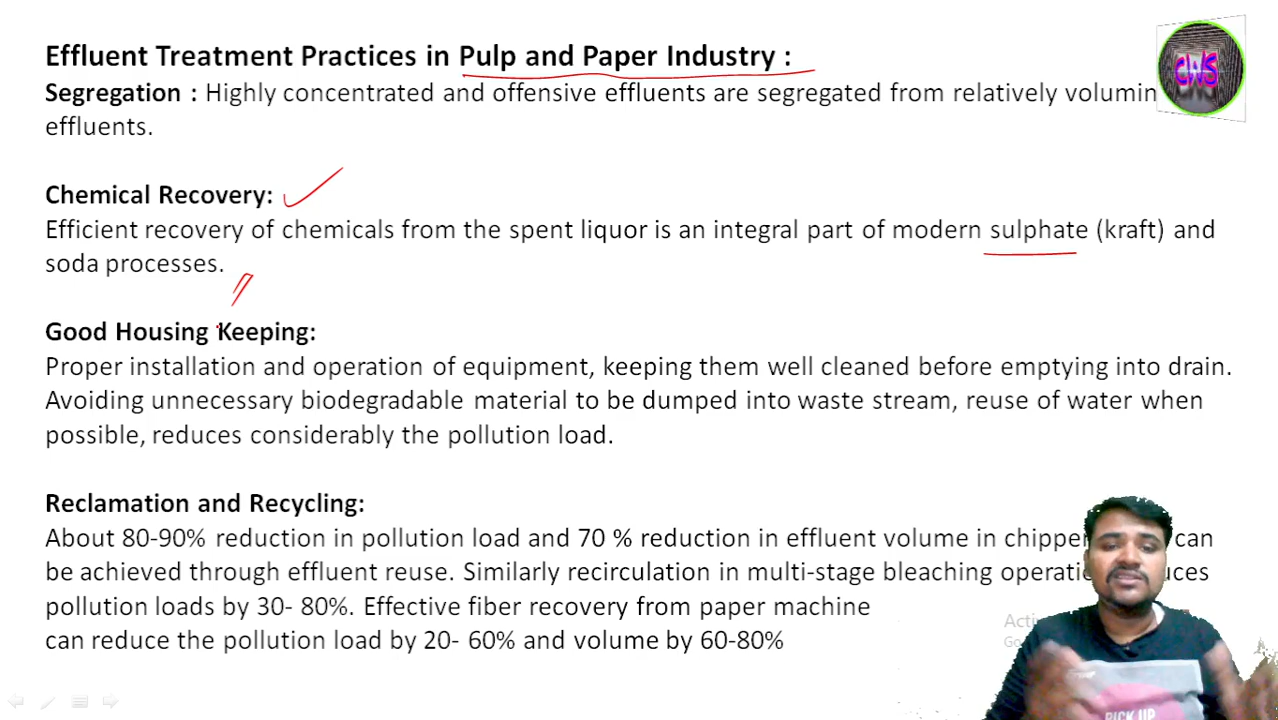 Effluent Treatment Practices in Pulp and Paper Industry :
Segregation : Highly concentrated and offensive effluents are segregated from relatively
effluents.
Chemical Recovery:
Efficient recovery of chemicals from the spent liquor is an integral part of modern sulphate (kraft) and
soda processes.
Good Housing Keeping:
Proper installation and operation of equipment, keeping them well cleaned before emptying into drain.
Avoiding unnecessary biodegradable material to be dumped into waste stream, reuse of water when
possible, reduces considerably the pollution load.
Reclamation and Recycling:
About 80-90% reduction in pollution load and 70 % reduction in effluent volume in can
be achieved through effluent reuse. Similarly recirculation in multi-stage bleaching
pollution loads by 30- 80%. Effective fiber recovery from paper machine
can reduce the pollution load by 20- 60% and volume by 60-80%
CWS
PICK UP